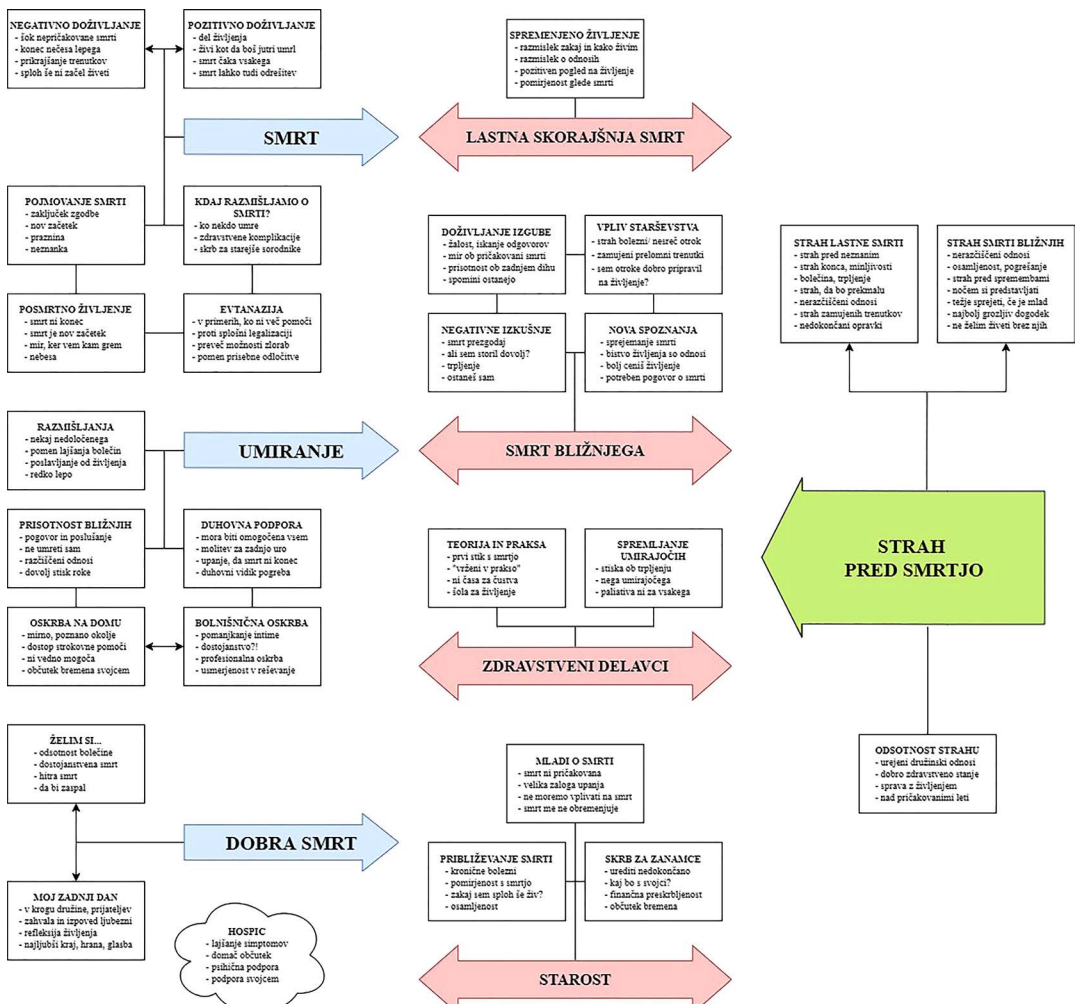 NEGATIVNO DOŽIVLJANJE
- šok nepričakovane smrti
- konec nečesa lepega
- prikrajšanje trenutkov
- sploh še ni začel živeti
POZITIVNO DOŽIVLJANJE
- del življenja
- živi kot da boš jutri umrl
- smrt čaka vsakega
- smrt lahko tudi odrešitev
SMRT
POJMOVANJE SMRTI
- zaključek zgodbe
- nov začetek
- praznina
- neznanka
KDAJ RAZMIŠLJAMO O
SMRTI?
- ko nekdo umre
- zdravstvene komplikacije
- skrb za starejše sorodnike
POSMRTNO ŽIVLJENJE
- smrt ni konec
- smrt je nov začetek
- mir, ker vem kam grem
- nebesa
EVTANAZIJA
- v primerih, ko ni več pomoči
- proti splošni legalizaciji
- preveč možnosti zlorab
- pomen prisebne odločitve
RAZMIŠLJANJA
- nekaj nedoločenega
- pomen lajšanja bolečin
- poslavljanje od življenja
- redko lepo
UMIRANJE
PRISOTNOST BLIŽNJIH
- pogovor in poslušanje
- ne umreti sam
- razčiščeni odnosi
- dovolj stisk roke
DUHOVNA PODPORA
- mora biti omogočena vsem
- molitev za zadnjo uro
- upanje, da smrt ni konec
- duhovni vidik pogreba
OSKRBA NA DOMU
- mirno, poznano okolje
- dostop strokovne pomoči
- ni vedno mogoča
- občutek bremena svojcem
BOLNIŠNIČNA OSKRBA
- pomanjkanje intime
- dostojanstvo?!
- profesionalna oskrba
- usmerjenost v reševanje
ŽELIM SI...
- odsotnost bolečine
- dostojanstvena smrt
- hitra smrt
- da bi zaspal
DOBRA SMRT
MOJ ZADNJI DAN
- v krogu družine, prijateljev
- zahvala in izpoved ljubezni
- refleksija življenja
- najljubši kraj, hrana, glasba
HOSPIC
- lajšanje simptomov
- domač občutek
- psihična podpora
- podpora svojcem
SPREMENJENO ŽIVLJENJE
- razmislek zakaj in kako živim
- razmislek o odnosih
- pozitiven pogled na življenje
- pomirjenost glede smrti
LASTNA SKORAJŠNJA SMRT
DOŽIVLJANJE IZGUBE
- žalost, iskanje odgovorov
- mir ob pričakovani smrti
- prisotnost ob zadnjem dihu
- spomini ostanejo
VPLIV STARŠEVSTVA
- strah bolezni/ nesreč otrok
- zamujeni prelomni trenutki
- sem otroke dobro pripravil
na življenje?
NEGATIVNE IZKUŠNJE
- smrt prezgodaj
- ali sem storil dovolj?
- trpljenje
- ostaneš sam
NOVA SPOZNANJA
- sprejemanje smrti
- bistvo življenja so odnosi
- bolj ceniš življenje
- potreben pogovor o smrti
SMRT BLIŽNJEGA
TEORIJA IN PRAKSA
- prvi stik s smrtjo
- "vrženi v prakso"
- ni časa za čustva
- šola za življenje
SPREMLJANJE
UMIRAJOČIH
- stiska ob trpljenju
- nega umirajočega
- paliativa ni za vsakega
ZDRAVSTVENI DELAVCI
MLADI O SMRTI
- smrt ni pričakovana
- velika zaloga upanja
- ne moremo vplivati na smrt
- smrt me ne obremenjuje
PRIBLIŽEVANJE SMRTI
- kronične bolezni
- pomirjenost s smrtjo
- zakaj sem sploh še živ?
- osamljenost
SKRB ZA ZANAMCE
- urediti nedokončano
- kaj bo s svojci?
- finančna preskrbljenost
- občutek bremena
STAROST
STRAH LASTNE SMRTI
- strah pred neznanim
- strah konca, minljivosti
- bolečina, trpljenje
- strah, da bo prekmalu
- nerazčiščeni odnosi
- strah zamujenih trenutkov
- nedokončani opravki
STRAH SMRTI BLIŽNJIH
- nerazčiščeni odnosi
- osamljenost, pogrešanje
- strah pred spremembami
- nočem si predstavljati
- težje sprejeti, če je mlad
- najbolj grozljiv dogodek
- ne želim živeti brez njih
STRAH
PRED SMRTJO
ODSOTNOST STRAHU
- urejeni družinski odnosi
- dobro zdravstveno stanje
- sprava z življenjem
- nad pričakovanimi leti